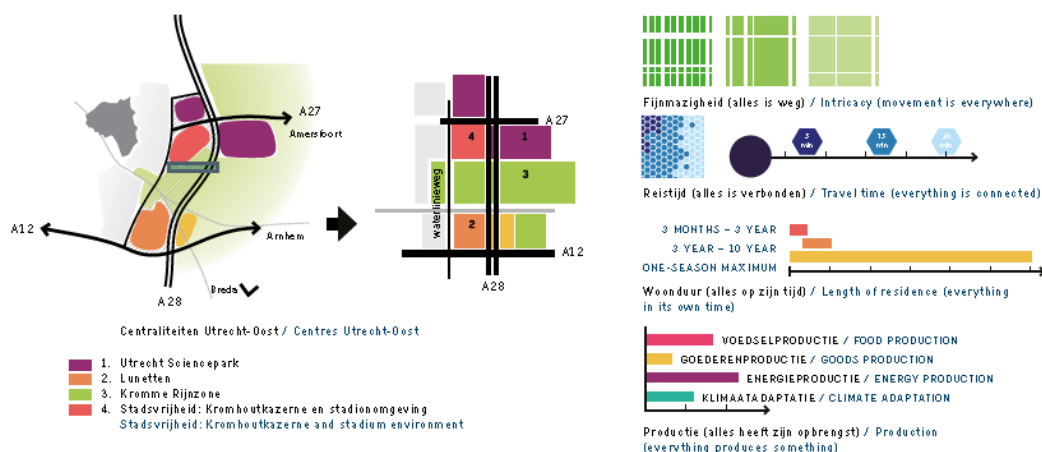 A27
Amersfoort
A12
Arnhem
Breda
A28
4
1
A27
3
waterlinieweg
2
A12
A28
Centraliteiten Utrecht-Oost / Centres Utrecht-Oost
1. Utrecht Sciencepark
2. Lunetten
3. Kromme Rijnzone
4. Stadsvrijheid: Kromhoutkazerne en stadionomgeving
Stadsvrijheid: Kromhoutkazerne and stadium environment
Fijnmazigheid (alles is weg) / Intricacy (movement is everywhere)
5 min
15 min
30 min
Reistijd (alles is verbonden) / Travel time (everything is connected)
3 MONTHS – 3 YEAR
3 YEAR – 10 YEAR
ONE-SEASON MAXIMUM
Woonduur (alles op zijn tijd) / Length of residence (everything
in its own time)
VOEDSELPRODUCTIE / FOOD PRODUCTION
GOEDERENPRODUCTIE / GOODS PRODUCTION
ENERGIEPRODUCTIE / ENERGY PRODUCTION
KLIMAATADAPTATIE / CLIMATE ADAPTATION
Productie (alles heeft zijn opbrengst) / Production
(everything produces something)